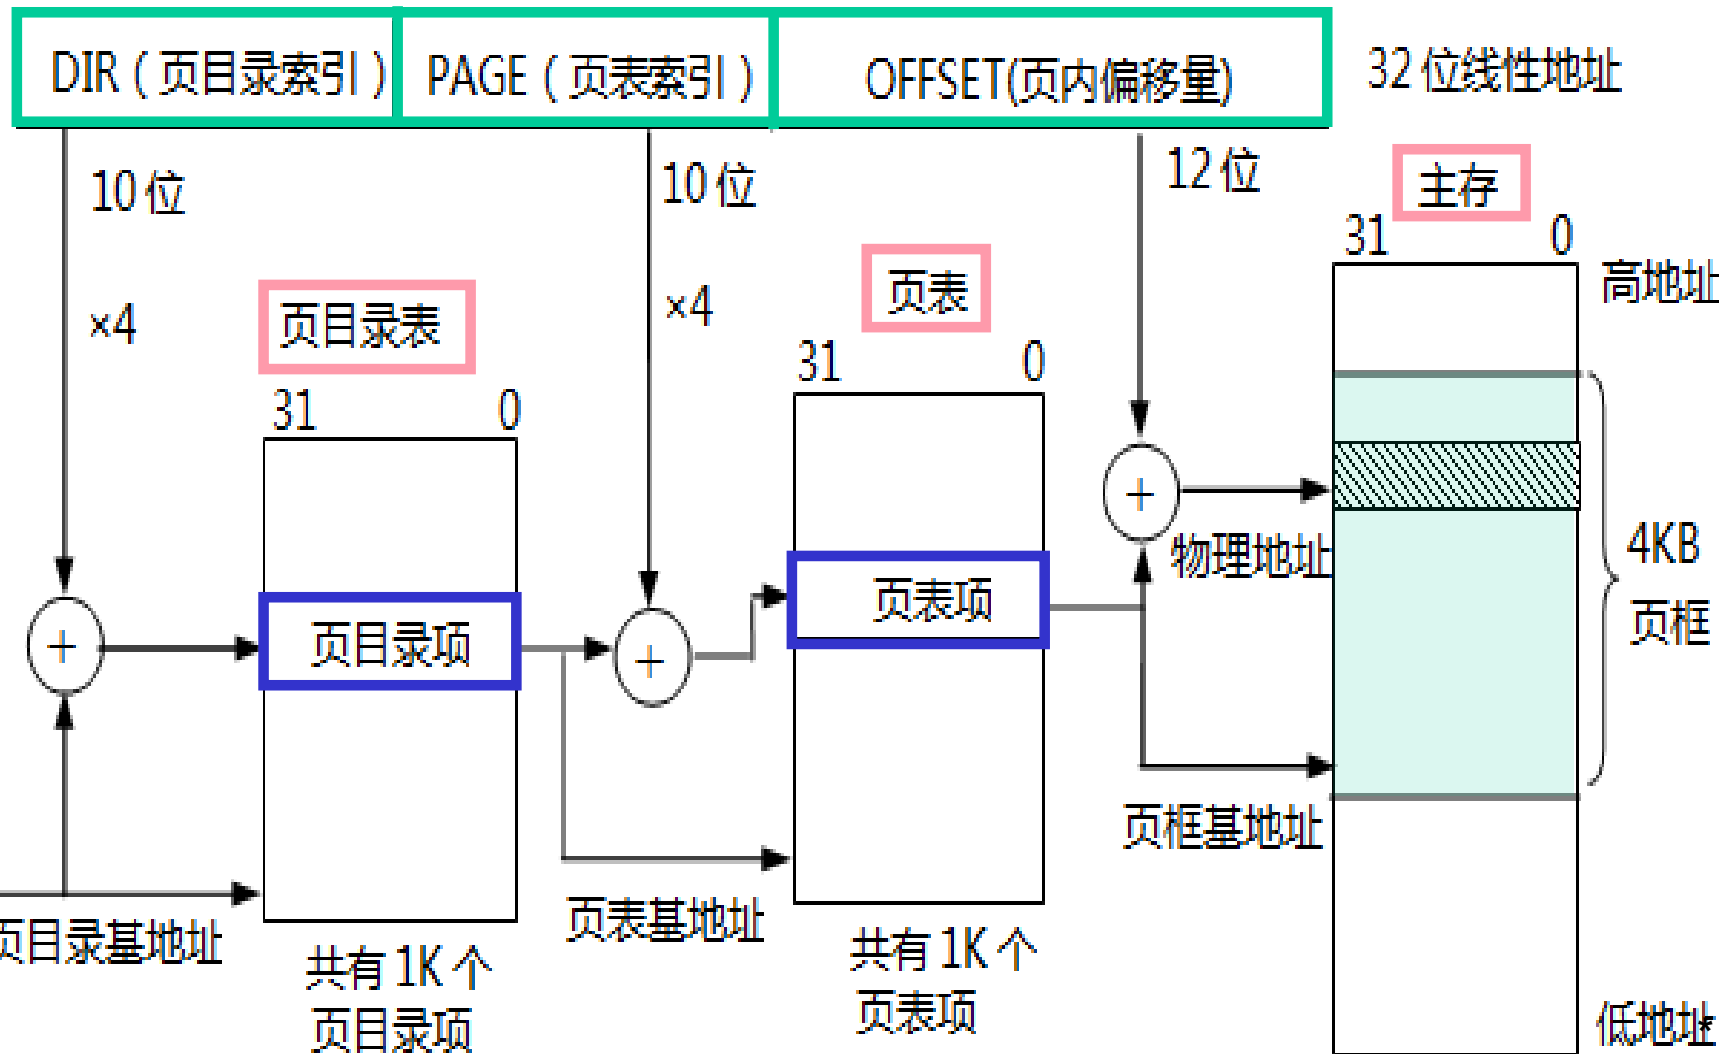 DIR（页目录索引） PAGE（页表索引） OFFSET(页内偏移量) 32位线性地址
10位 10位 12位
主存
31 0
高地址
×4 ×4
页目录表
页表
31 0
31 0
+
物理地址
4KB
页框
页目录项
页表项
+
+
页框基地址
页目录基地址
页表基地址
共有1K个
页目录项
共有1K个
页表项
低地址*